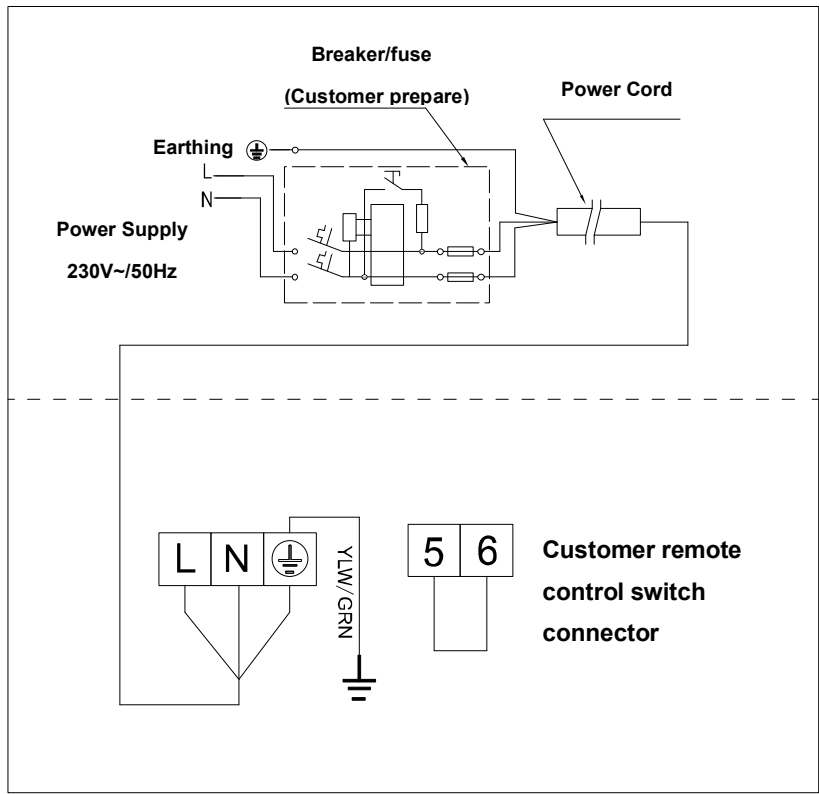 Breaker/fuse
(Customer prepare)
Power Cord
Earthing
L
N
Power Supply
230V~/50Hz
L N
YLW/GRN
5 6
Customer remote
control switch
connector